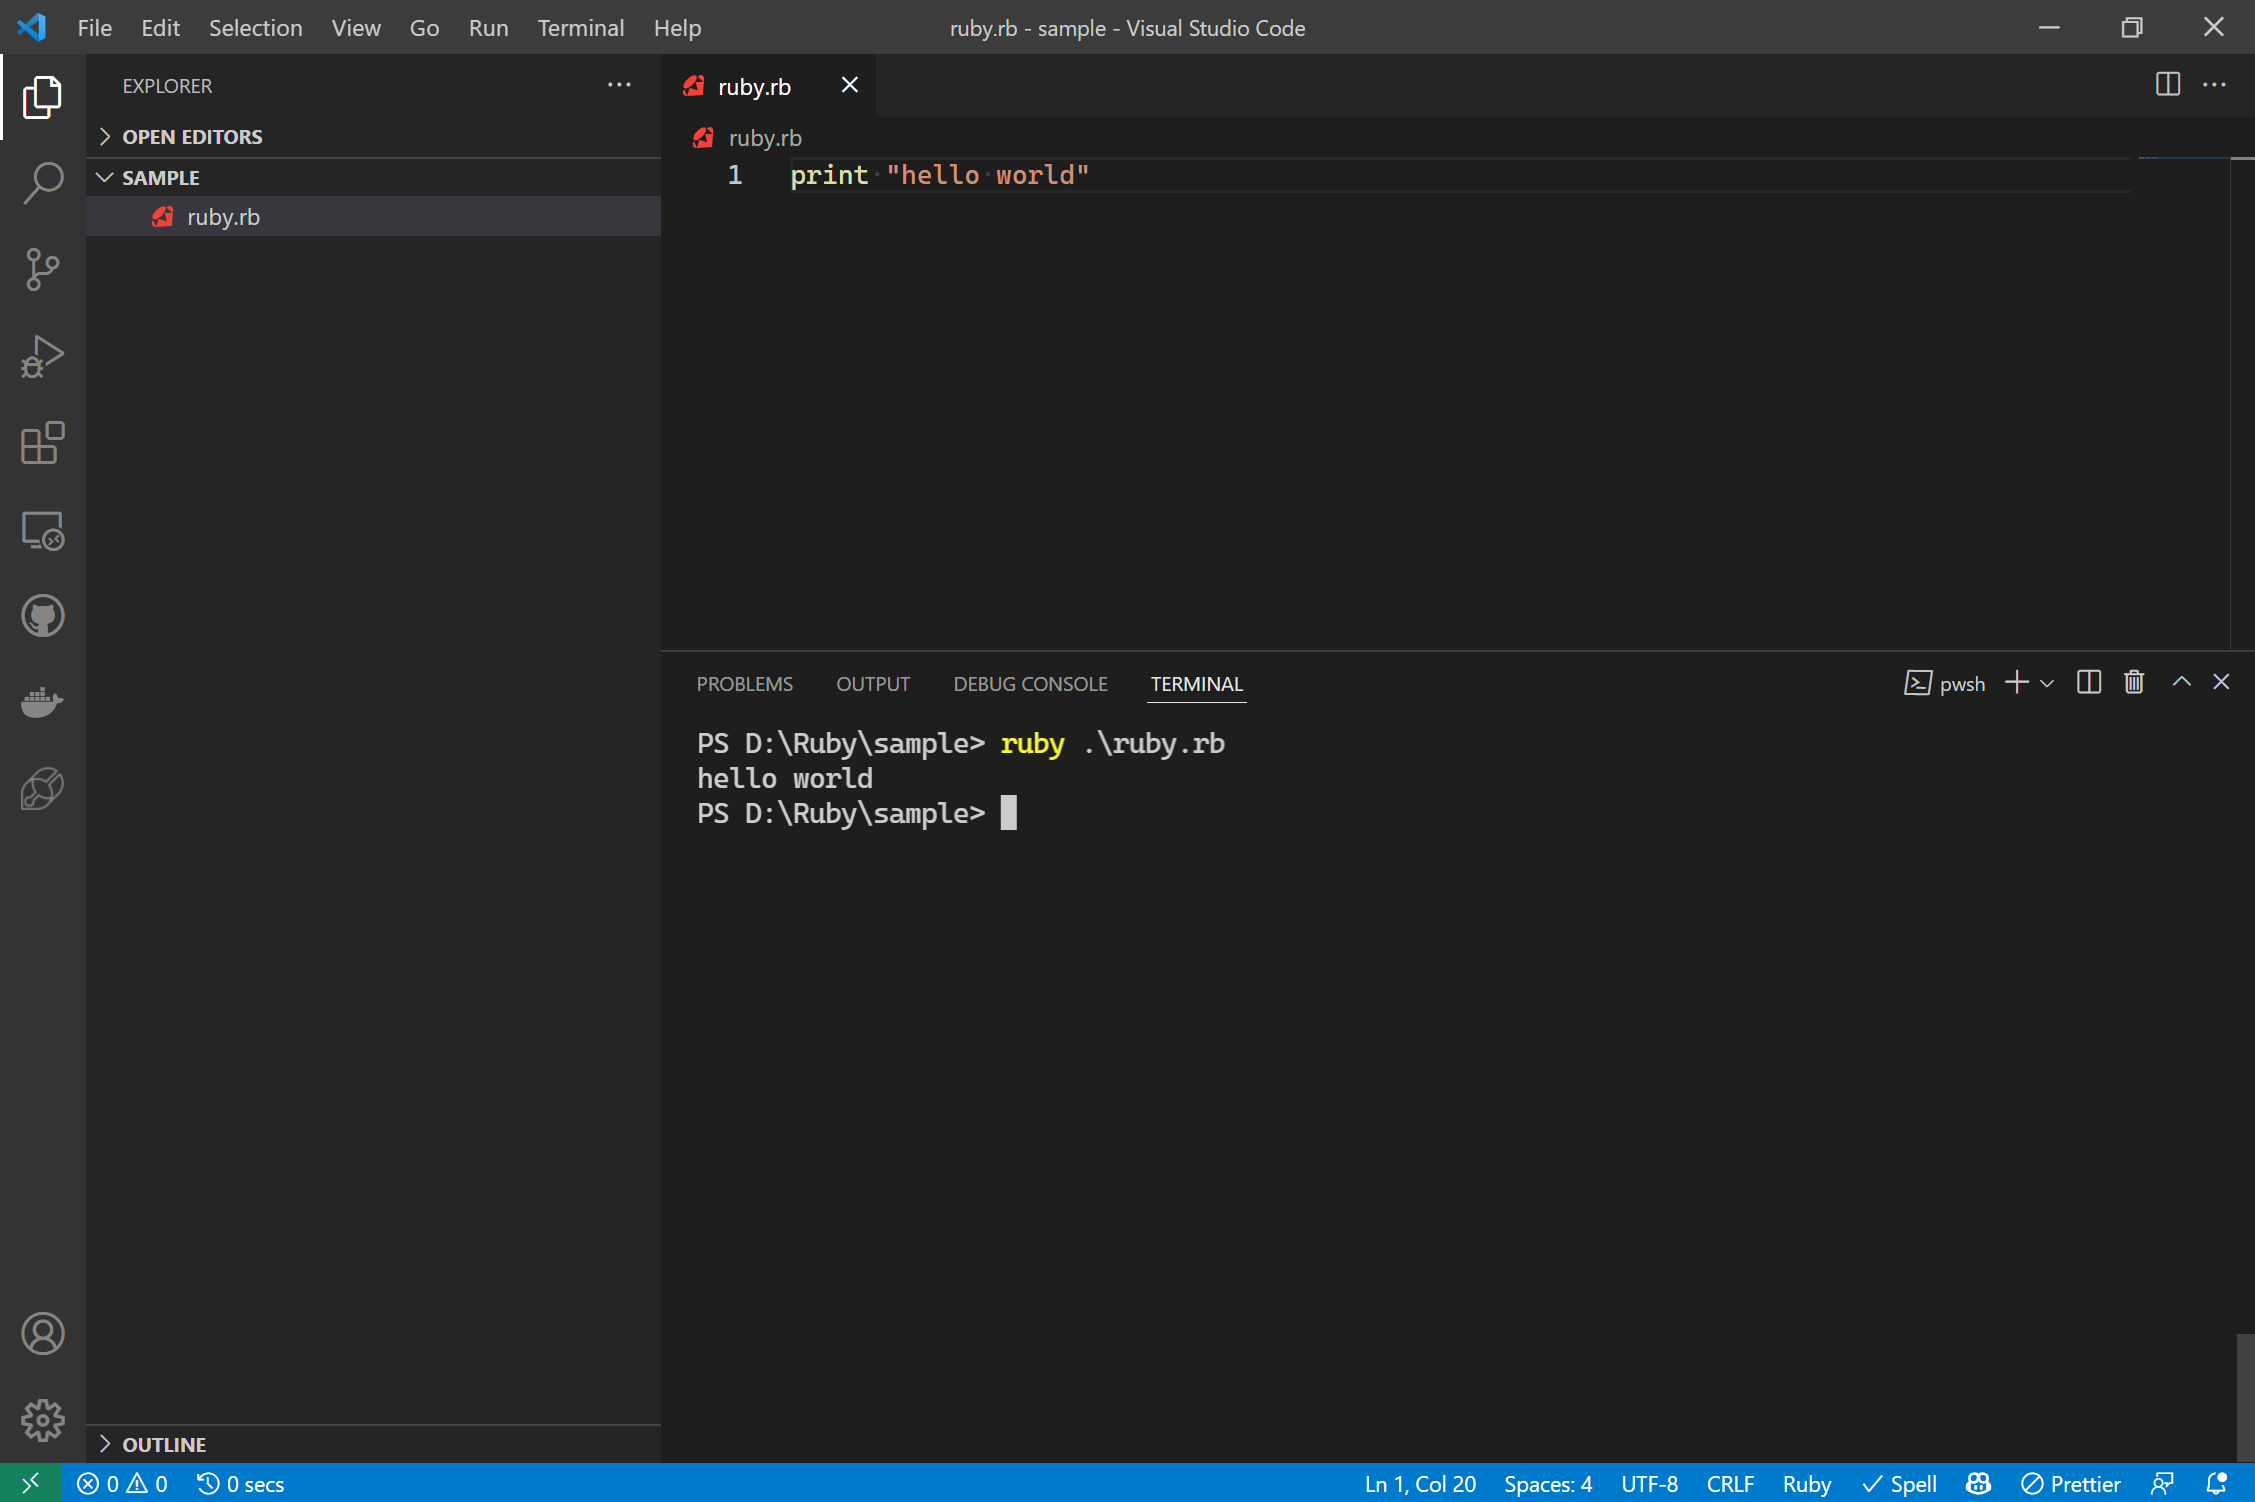 File Edit Selection View Go Run Terminal Help ruby.rb - sample - Visual Studio Code
EXPLORER
OPEN EDITORS
SAMPLE
ruby.rb
ruby.rb
ruby.rb
1 print "hello world"
PROBLEMS OUTPUT DEBUG CONSOLE TERMINAL pwsh
PS D:\Ruby\sample> ruby .\ruby.rb
hello world
PS D:\Ruby\sample>
OUTLINE
0 0 0 secs Ln 1, Col 20 Spaces: 4 UTF-8 CRLF Ruby Spell Prettier